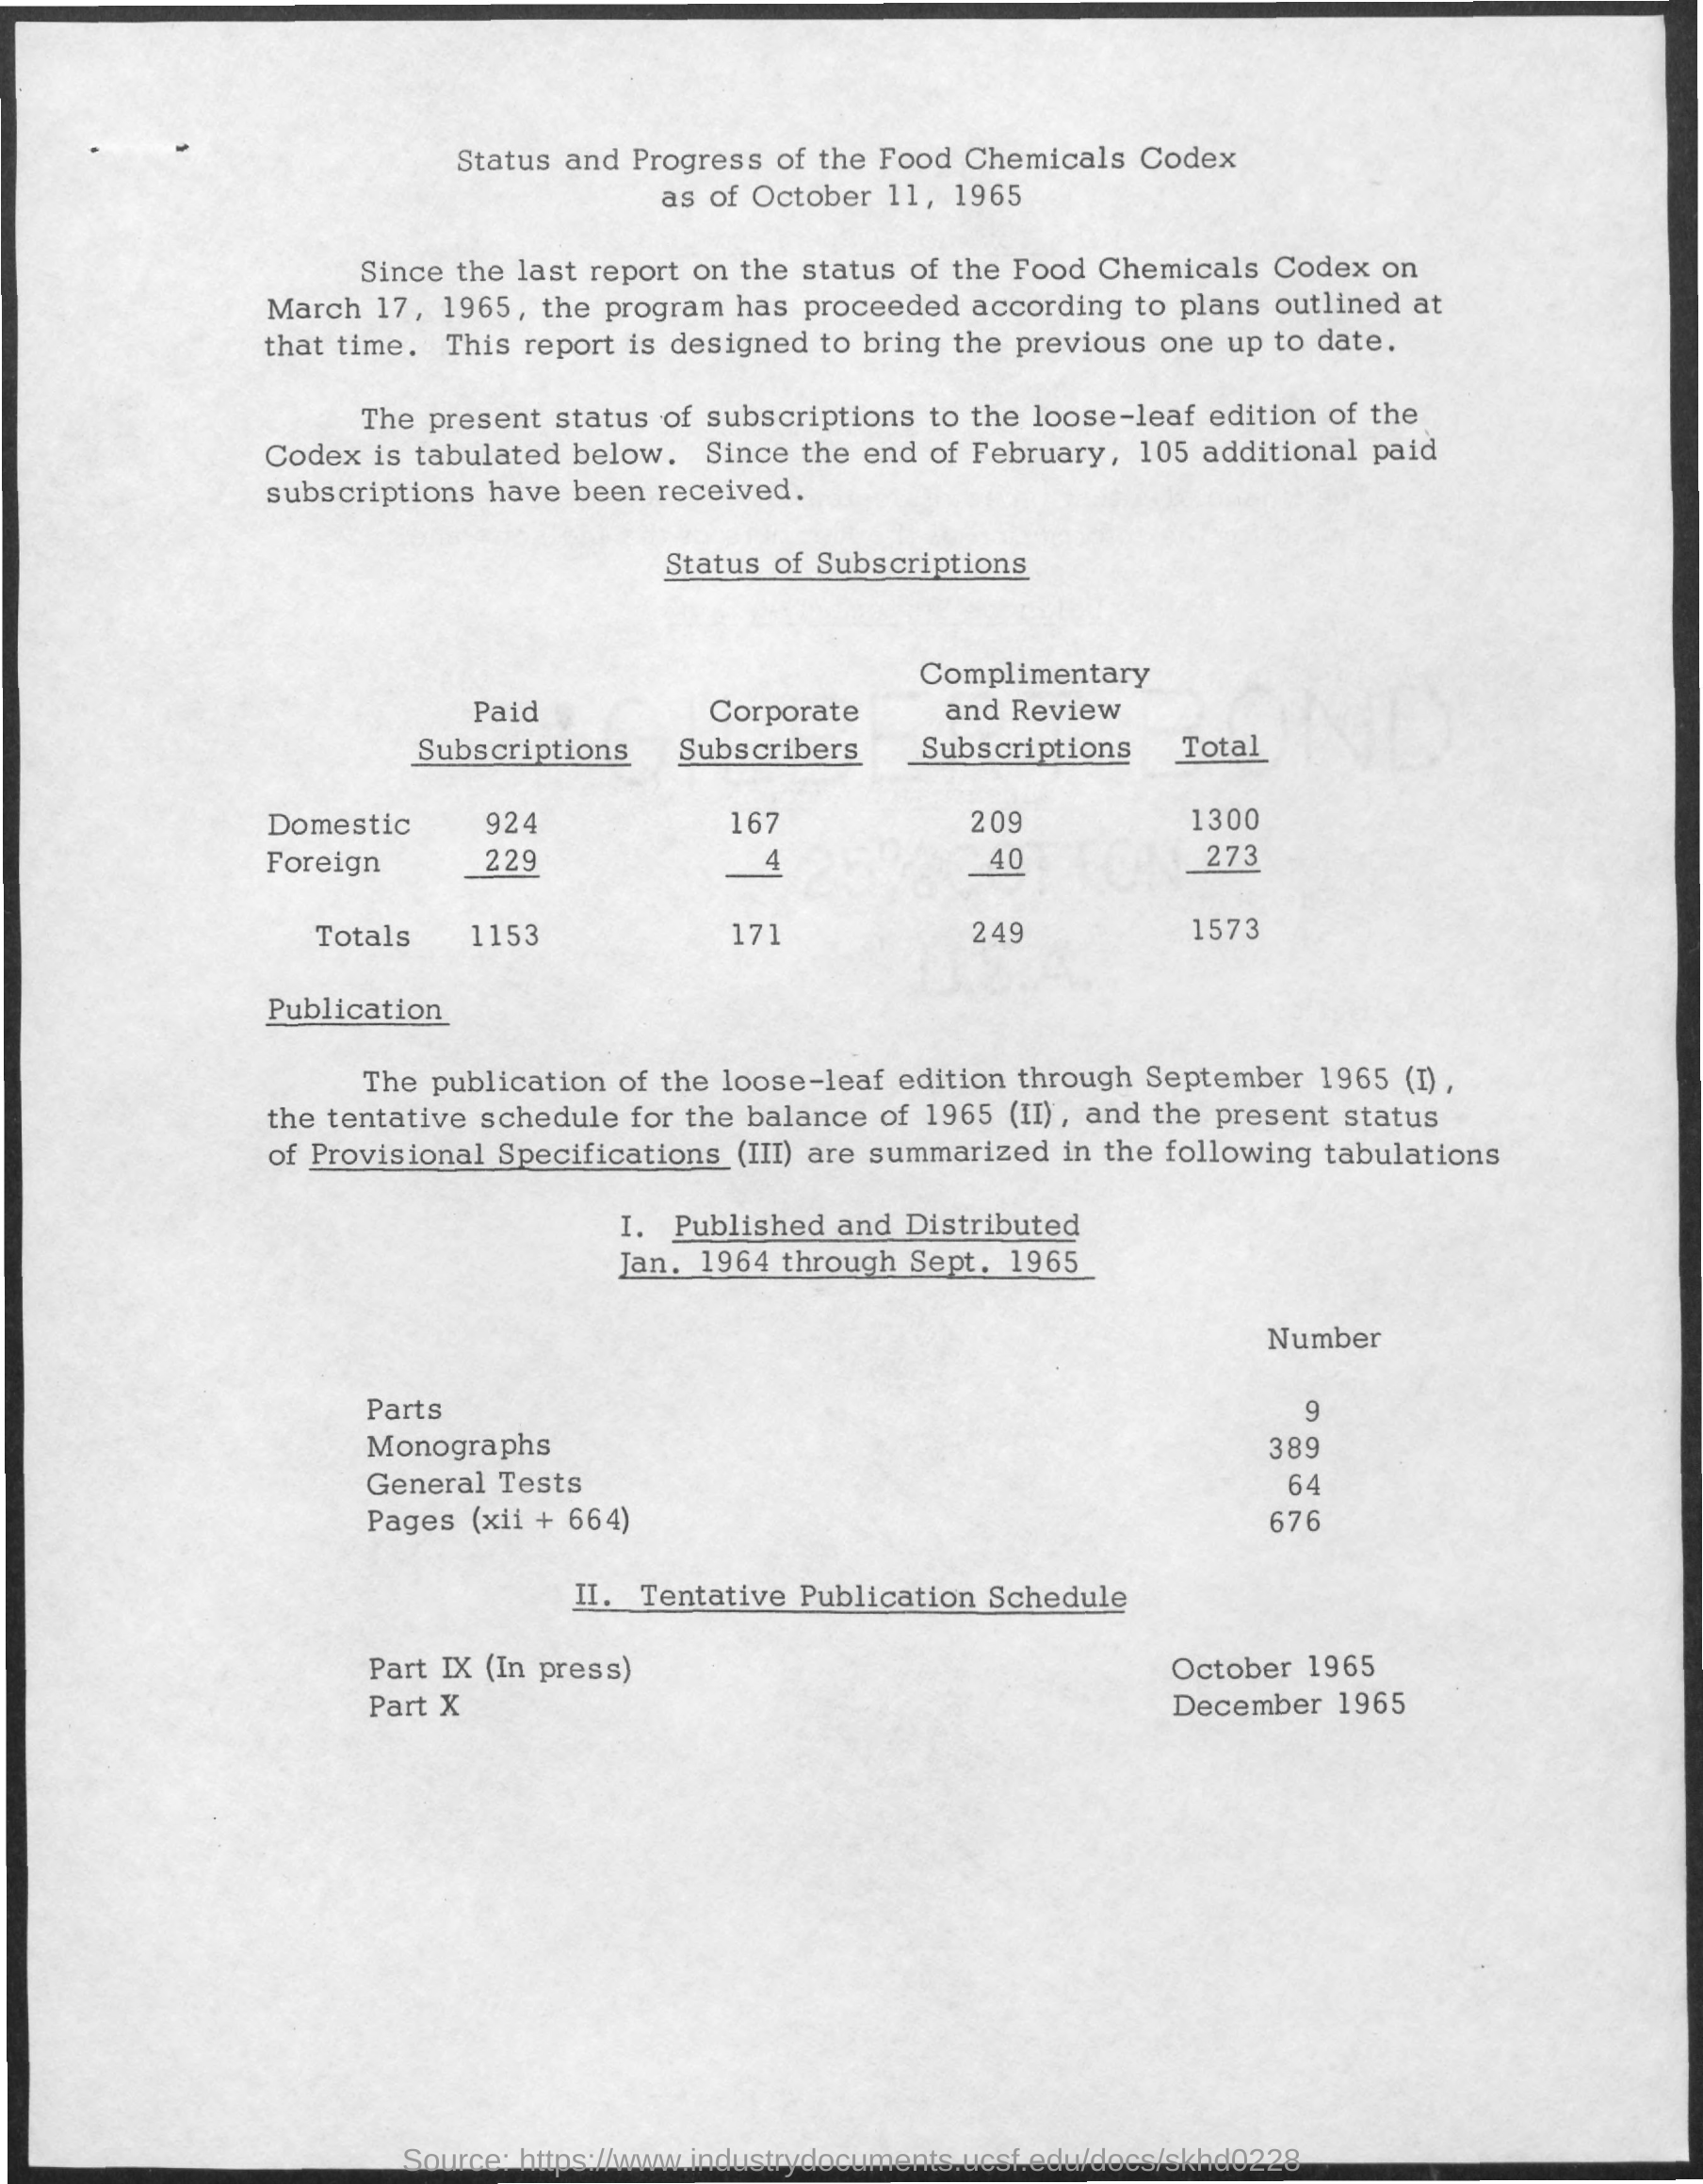 Status and Progress of the Food Chemicals Codex
as of October 11, 1965
Since the last report on the status of the Food Chemicals Codex on
March 17, 1965, the program has proceeded according to plans outlined at
that time. This report is designed to bring the previous one up to date.
The present status of subscriptions to the loose-leaf edition of the
Codex is tabulated below. Since the end of February, 105 additional paid
subscriptions have been received.
Status of Subscriptions
Complimentary
Paid Corporate and Review
Subscriptions Subscribers Subscriptions Total
Domestic 924 167 209 1300
Foreign 229 4 40 273
Totals 1153 171 249 1573
Publication
The publication of the loose-leaf edition through September 1965 (I),
the tentative schedule for the balance of 1965 (II), and the present status
of Provisional Specifications (III) are summarized in the following tabulations
I. Published and Distributed
Jan. 1964 through Sept. 1965
Number
Parts 9
Monographs 389
General Tests 64
Pages (xii + 664) 676
II. Tentative Publication Schedule
Part IX (In press) October 1965
Part X December 1965
Source: https://www.industrydocuments.ucsf.edu/docs/skhd0228